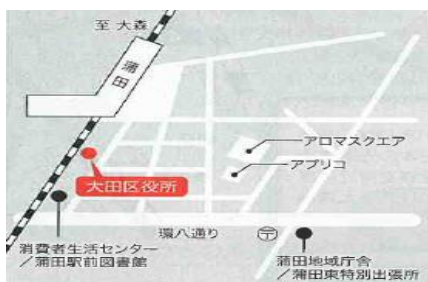 至 大森
蒲田
アロマスクエア
アプリコ
大田区役所
環八通り
〒
消費者生活センター
／蒲田駅前図書館
蒲田地域庁舎
／蒲田東特別出張所